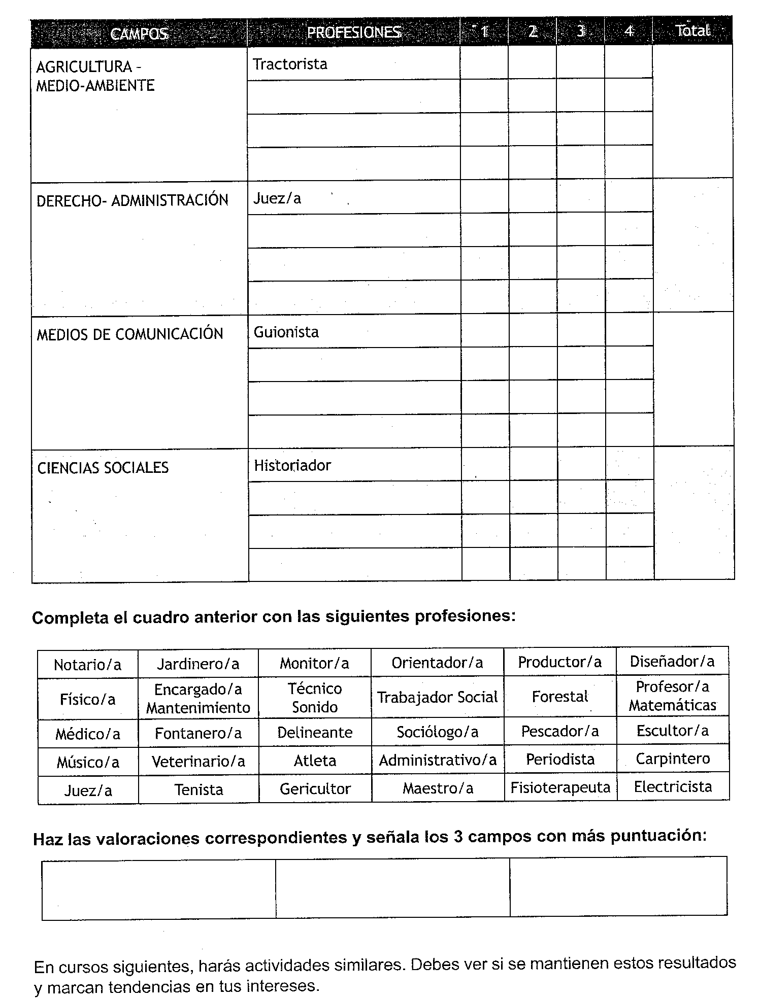 CAMPOS PROFESIONES 1 2 3 4 Total
AGRICULTURA - Tractorista
MEDIO-AMBIENTE
DERECHO- ADMINISTRACIÓN Juez/a
MEDIOS DE COMUNICACIÓN Guionista
CIENCIAS SOCIALES Historiador
Completa el cuadro anterior con las siguientes profesiones:
Notario/a Jardinero/a Monitor/a Orientador/a Productor/a Diseñador/a
Físico/a Encargado/a Mantenimiento Técnico Sonido Trabajador Social Forestal Profesor/a Matemáticas
Médico/a Fontanero/a Delineante Sociólogo/a Pescador/a Escultor/a
Músico/a Veterinario/a Atleta Administrativo/a Periodista Carpintero
Juez/a Tenista Gericultor Maestro/a Fisioterapeuta Electricista
Haz las valoraciones correspondientes y señala los 3 campos con más puntuación:
En cursos siguientes, harás actividades similares. Debes ver si se mantienen estos resultados
y marcan tendencias en tus intereses.